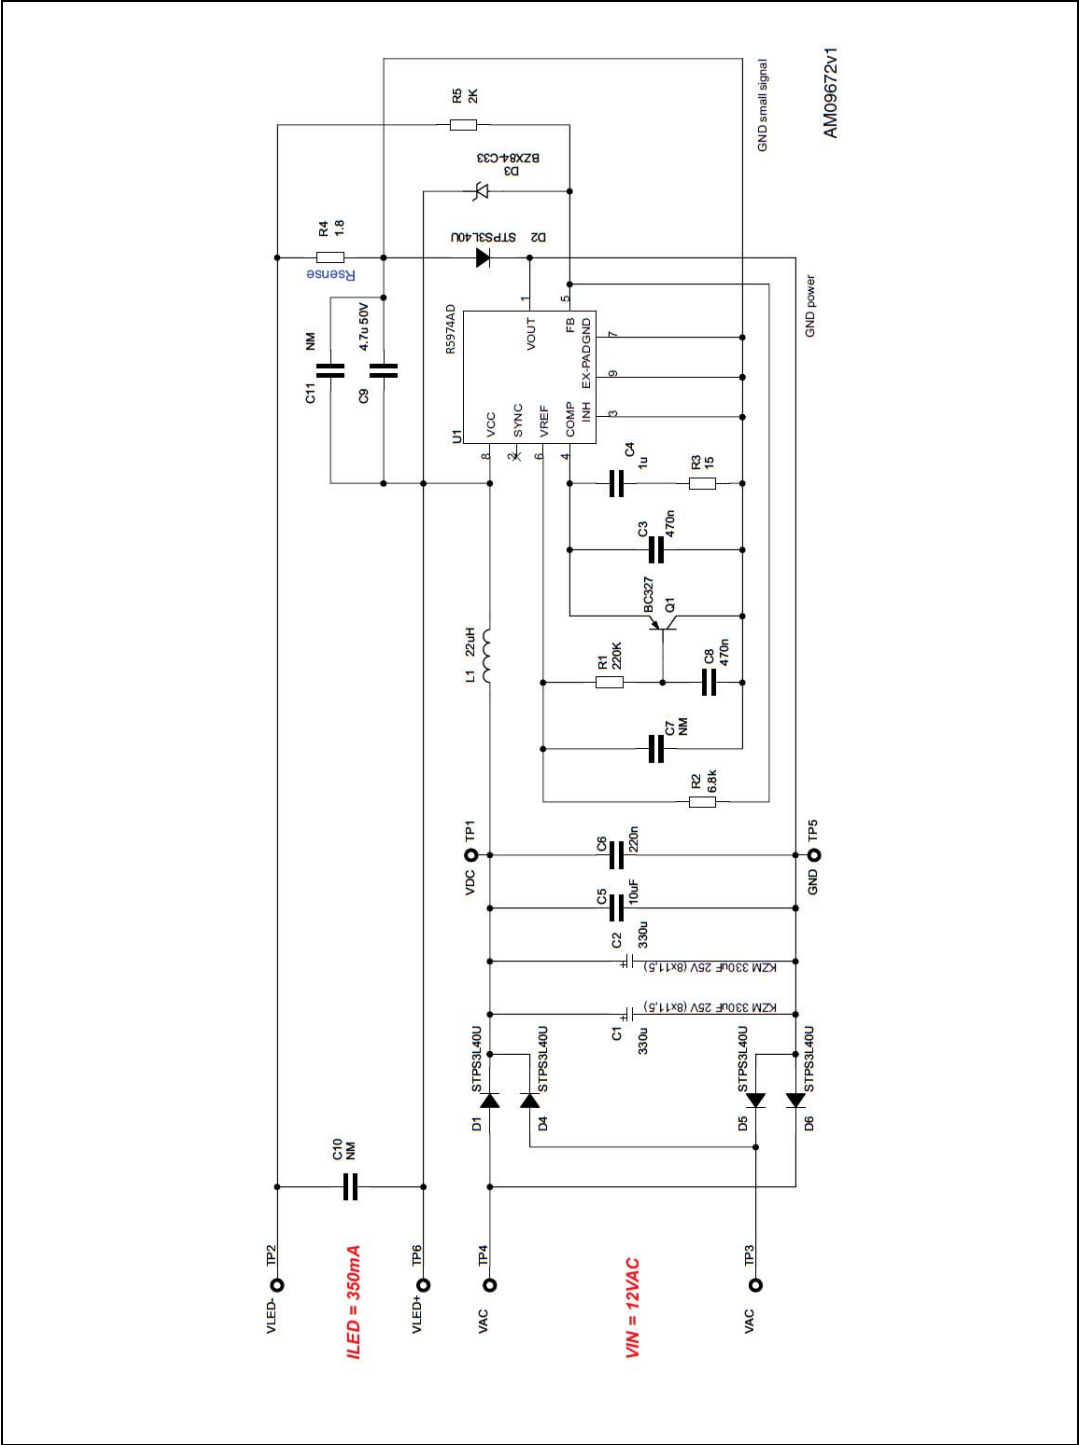 AM09672v1
GND small signal
GND power
R5
2K
BZX84-C33
D3
R4
1.8
Rsense
STPS3L40U
D2
C11
NM
C9
4.7u 50V
R5974AD
U1
VOUT
1
FB
5
VCC
8
SYNC
2
VREF
6
COMP
4
GND
7
EX-PAD
9
INH
3
C4
1u
R3
15
C3
470n
BC327
Q1
L1
22uH
R1
220K
C8
470n
C7
NM
R2
6.8k
VDC
TP1
GND
TP5
C6
220n
C5
10uF
C2
330u
KZM 330uF 25V (8x11,5)
C1
330u
KZM 330uF 25V (8x11,5)
D1
STPS3L40U
D4
STPS3L40U
D5
STPS3L40U
D6
STPS3L40U
C10
NM
VLED-
TP2
ILED = 350mA
VLED+
TP6
VAC
TP4
VIN = 12VAC
VAC
TP3